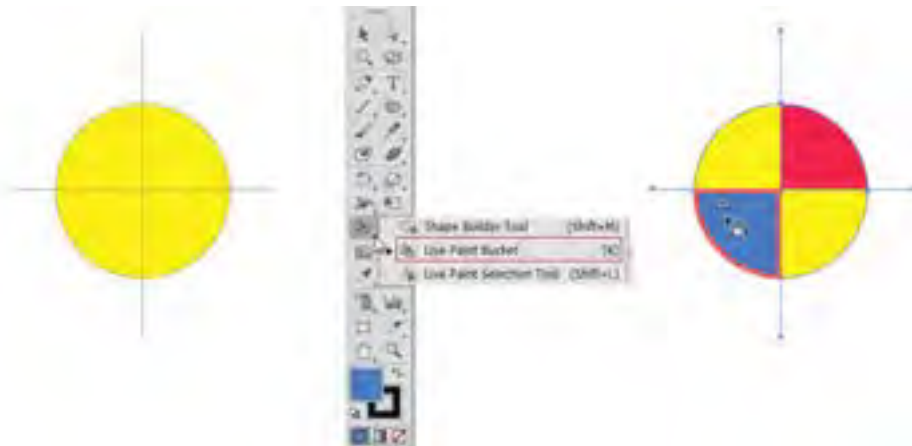 Shape Builder Tool (Shift+M)
Live Paint Bucket (K)
Live Paint Selection Tool (Shift+L)